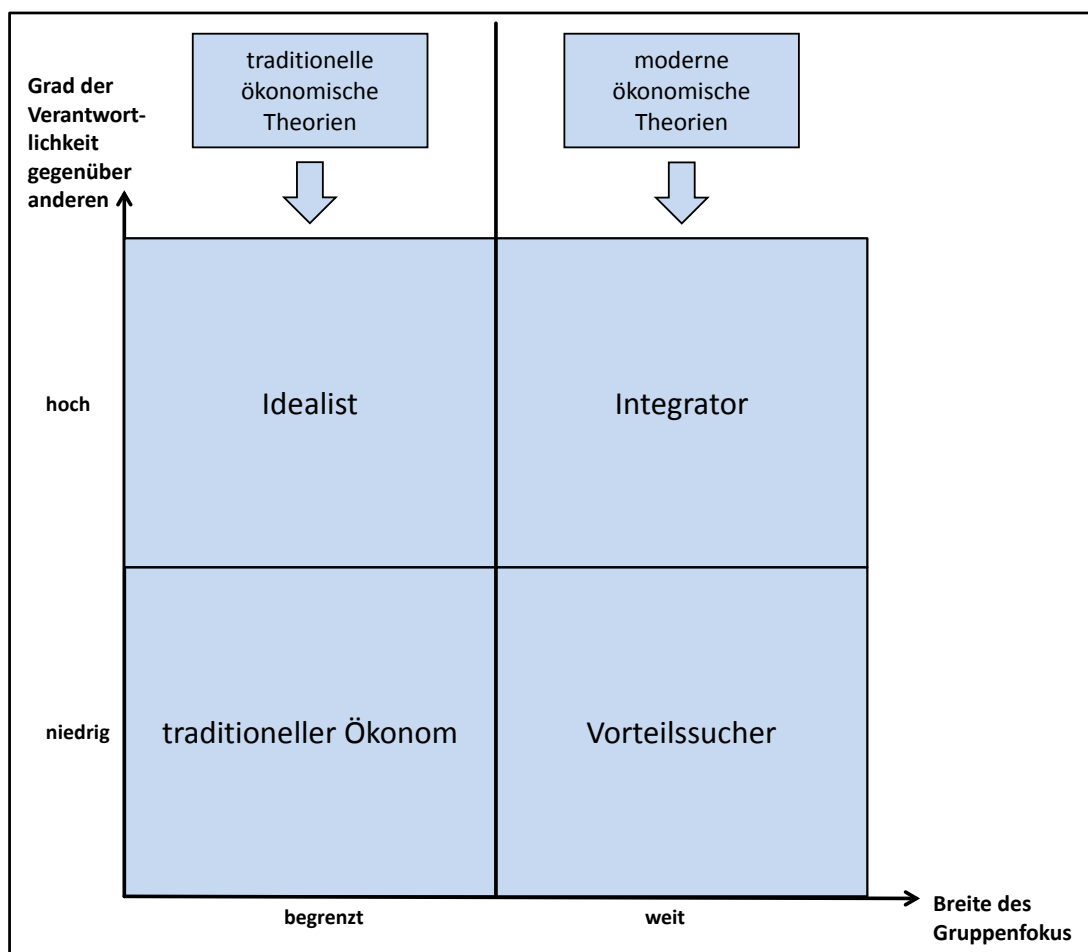 traditionelle
ökonomische
Theorien
moderne
ökonomische
Theorien
Grad der
Verantwort-
lichkeit
gegenüber
anderen
hoch
Idealist
Integrator
niedrig
traditioneller Ökonom
Vorteilssucher
begrenzt
weit
Breite des
Gruppenfokus